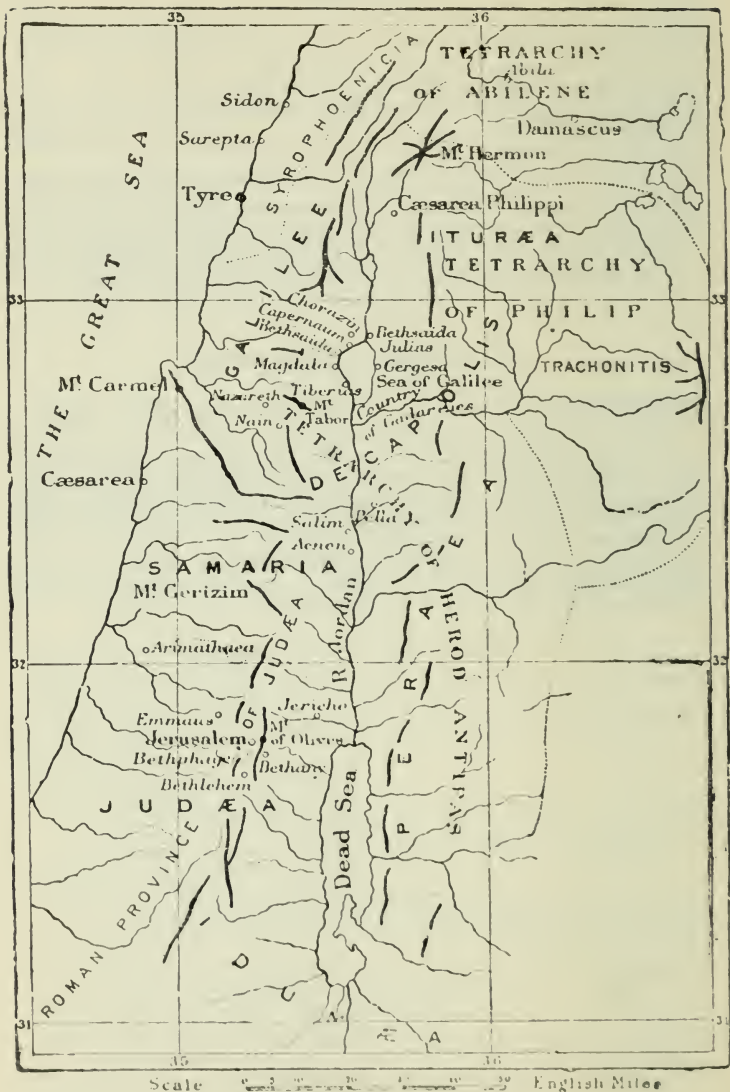 35
36
TETRARCHY
Abila
OF ABILENE
Sidon
SYROPHOENICIA
Damascus
Sarepta
Mt Hermon
THE GREAT SEA
Tyre
Cæsarea Philippi
ITURÆA
TETRARCHY
33
33
OF PHILIP
GALILEE
Chorazin
Capernaum
Bethsaida
Bethsaida
Julias
Magdala
Gergesa
TRACHONITIS
Sea of Galilee
Mt Carmel
Tiberius
Nazareth
Mt
Tabor
Country
of Gadarenes
Nain
TETRARCHY
DECAPOLIS
Cæsarea
Salim
Pella
Aenon
OF
SAMARIA
Mt Gerizim
HEROD ANTIPAS
PERÆA
R Jordan
Arimathaea
32
32
OF JUDÆA
Jericho
Emmaus
Mt
Jerusalem
of Olives
Bethphage
Bethany
Bethlehem
JUDÆA
Dead Sea
ROMAN PROVINCE
IDUMÆA
31
31
35
36
Scale
English Miles